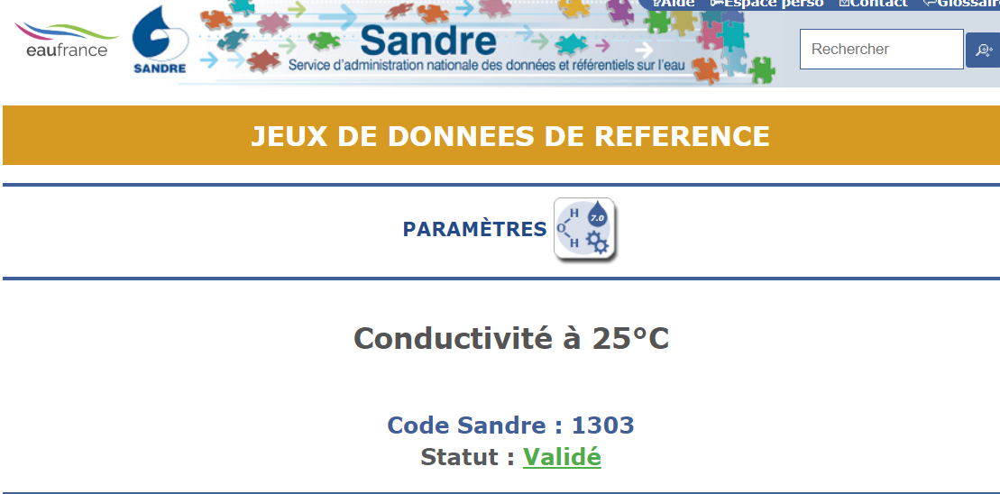 ?Aide Espace perso Contact Glossaire
eaufrance
SANDRE
Sandre
Service d'administration nationale des données et référentiels sur l'eau
Rechercher
JEUX DE DONNEES DE REFERENCE
PARAMÈTRES
H
7.0
O
H
Conductivité à 25°C
Code Sandre : 1303
Statut : Validé